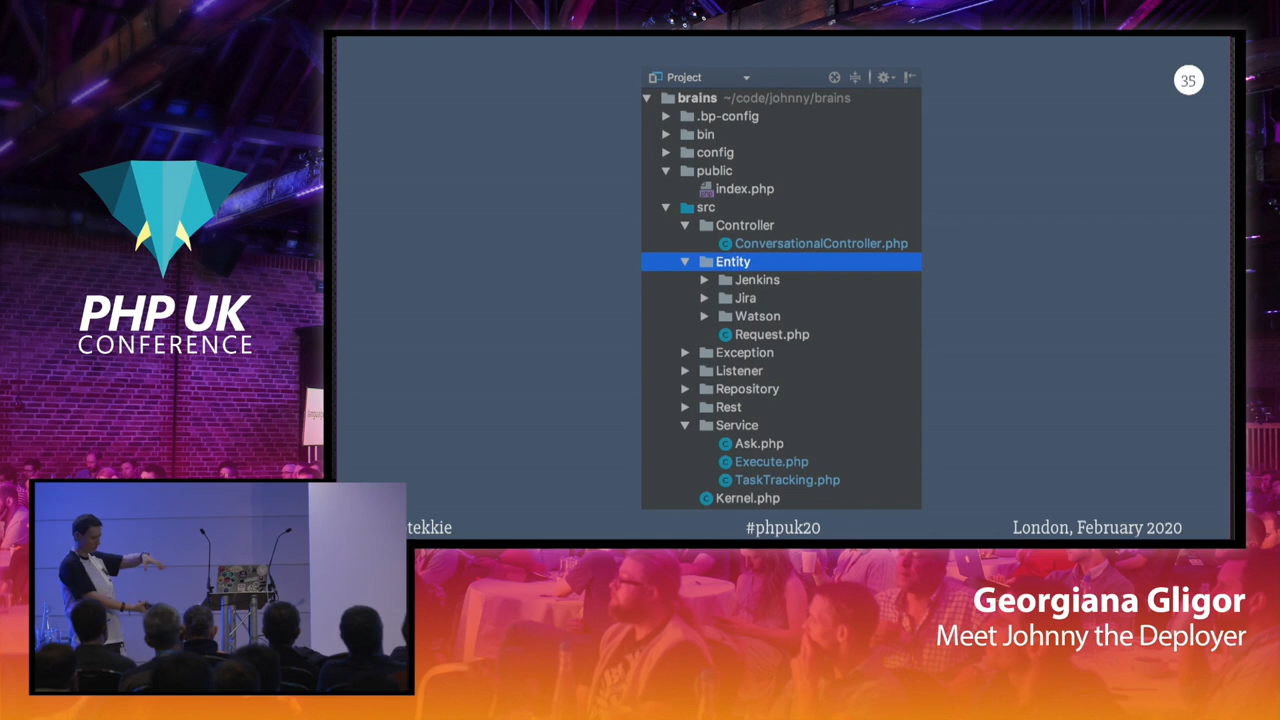 PHP UK
CONFERENCE
35
Project
brains ~/code/johnny/brains
.bp-config
bin
config
public
index.php
src
Controller
ConversationalController.php
Entity
Jenkins
Jira
Watson
Request.php
Exception
Listener
Repository
Rest
Service
Ask.php
Execute.php
TaskTracking.php
Kernel.php
tekkie
#phpuk20
London, February 2020
Georgiana Gligor
Meet Johnny the Deployer